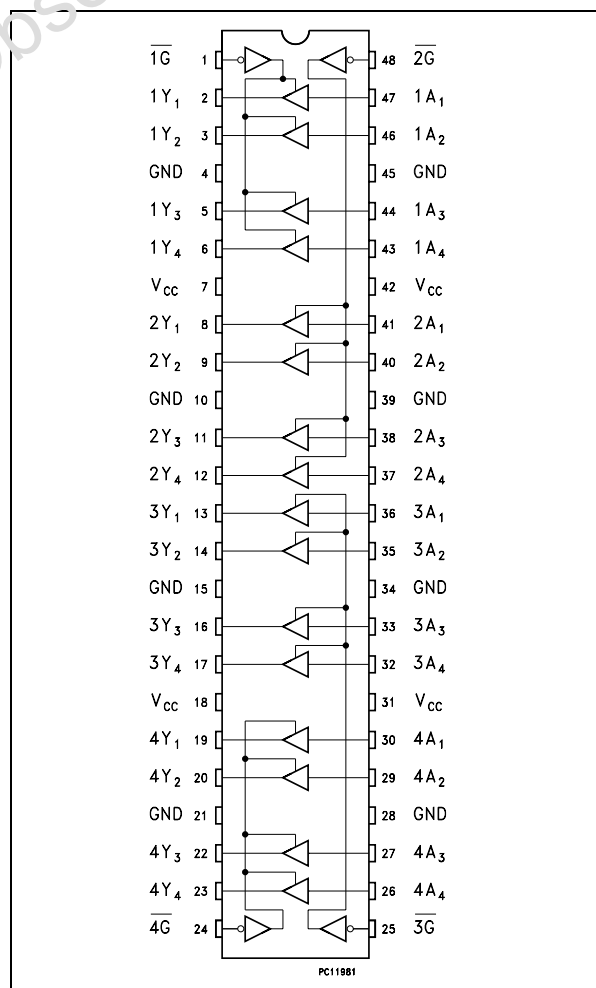 obs
1G 1 48 2G
1Y1 2 47 1A1
1Y2 3 46 1A2
GND 4 45 GND
1Y3 5 44 1A3
1Y4 6 43 1A4
VCC 7 42 VCC
2Y1 8 41 2A1
2Y2 9 40 2A2
GND 10 39 GND
2Y3 11 38 2A3
2Y4 12 37 2A4
3Y1 13 36 3A1
3Y2 14 35 3A2
GND 15 34 GND
3Y3 16 33 3A3
3Y4 17 32 3A4
VCC 18 31 VCC
4Y1 19 30 4A1
4Y2 20 29 4A2
GND 21 28 GND
4Y3 22 27 4A3
4Y4 23 26 4A4
4G 24 25 3G
PC11981